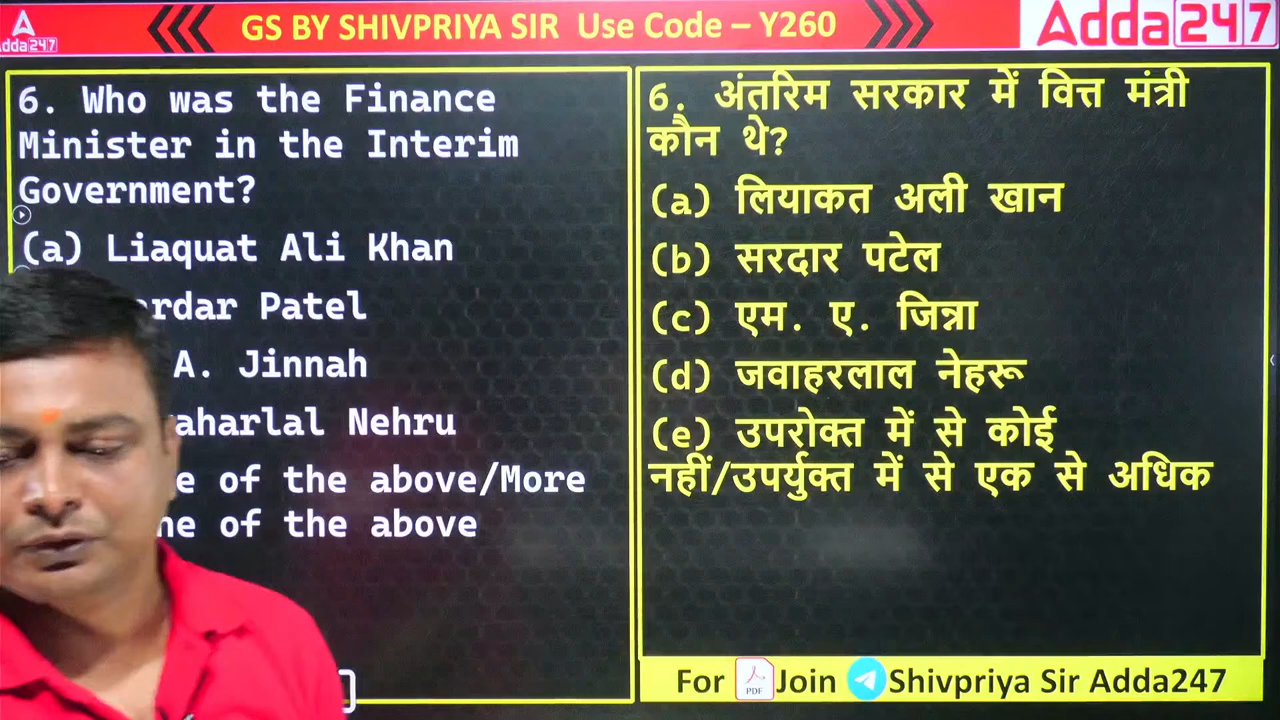 Adda247
GS BY SHIVPRIYA SIR Use Code – Y260
Adda247
6. Who was the Finance
Minister in the Interim
Government?
(a) Liaquat Ali Khan
rdar Patel
A. Jinnah
aharlal Nehru
e of the above/More
ne of the above
6. अंतरिम सरकार में वित्त मंत्री
कौन थे?
(a) लियाकत अली खान
(b) सरदार पटेल
(c) एम. ए. जिन्ना
(d) जवाहरलाल नेहरू
(e) उपरोक्त में से कोई
नहीं/उपर्युक्त में से एक से अधिक
For PDF Join Shivpriya Sir Adda247